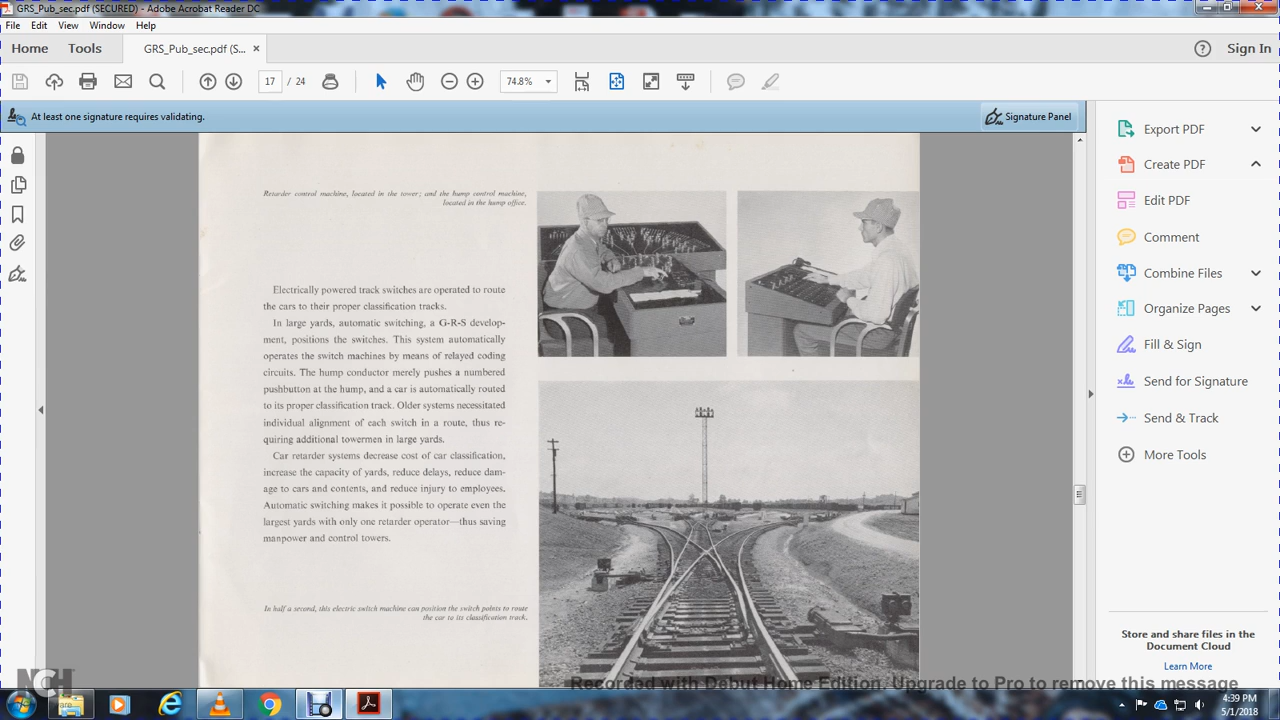 GRS_Pub_sec.pdf (SECURED) - Adobe Acrobat Reader DC
File Edit View Window Help
Home Tools GRS_Pub_sec.pdf (S... × ? Sign In
17 / 24 74.8%
At least one signature requires validating. Signature Panel
Retarder control machine, located in the tower; and the hump control machine,
located in the hump office.
Electrically powered track switches are operated to route
the cars to their proper classification tracks.
In large yards, automatic switching, a G-R-S develop-
ment, positions the switches. This system automatically
operates the switch machines by means of relayed coding
circuits. The hump conductor merely pushes a numbered
pushbutton at the hump, and a car is automatically routed
to its proper classification track. Older systems necessitated
individual alignment of each switch in a route, thus re-
quiring additional towermen in large yards.
Car retarder systems decrease cost of car classification,
increase the capacity of yards, reduce delays, reduce dam-
age to cars and contents, and reduce injury to employees.
Automatic switching makes it possible to operate even the
largest yards with only one retarder operator—thus saving
manpower and control towers.
In half a second, this electric switch machine can position the switch points to route
the car to its classification track.
Export PDF
Create PDF
Edit PDF
Comment
Combine Files
Organize Pages
Fill & Sign
Send for Signature
Send & Track
More Tools
Store and share files in the
Document Cloud
Learn More
NCH
Recorded with Debut Home Edition. Upgrade to Pro to remove this message
4:39 PM
5/1/2018